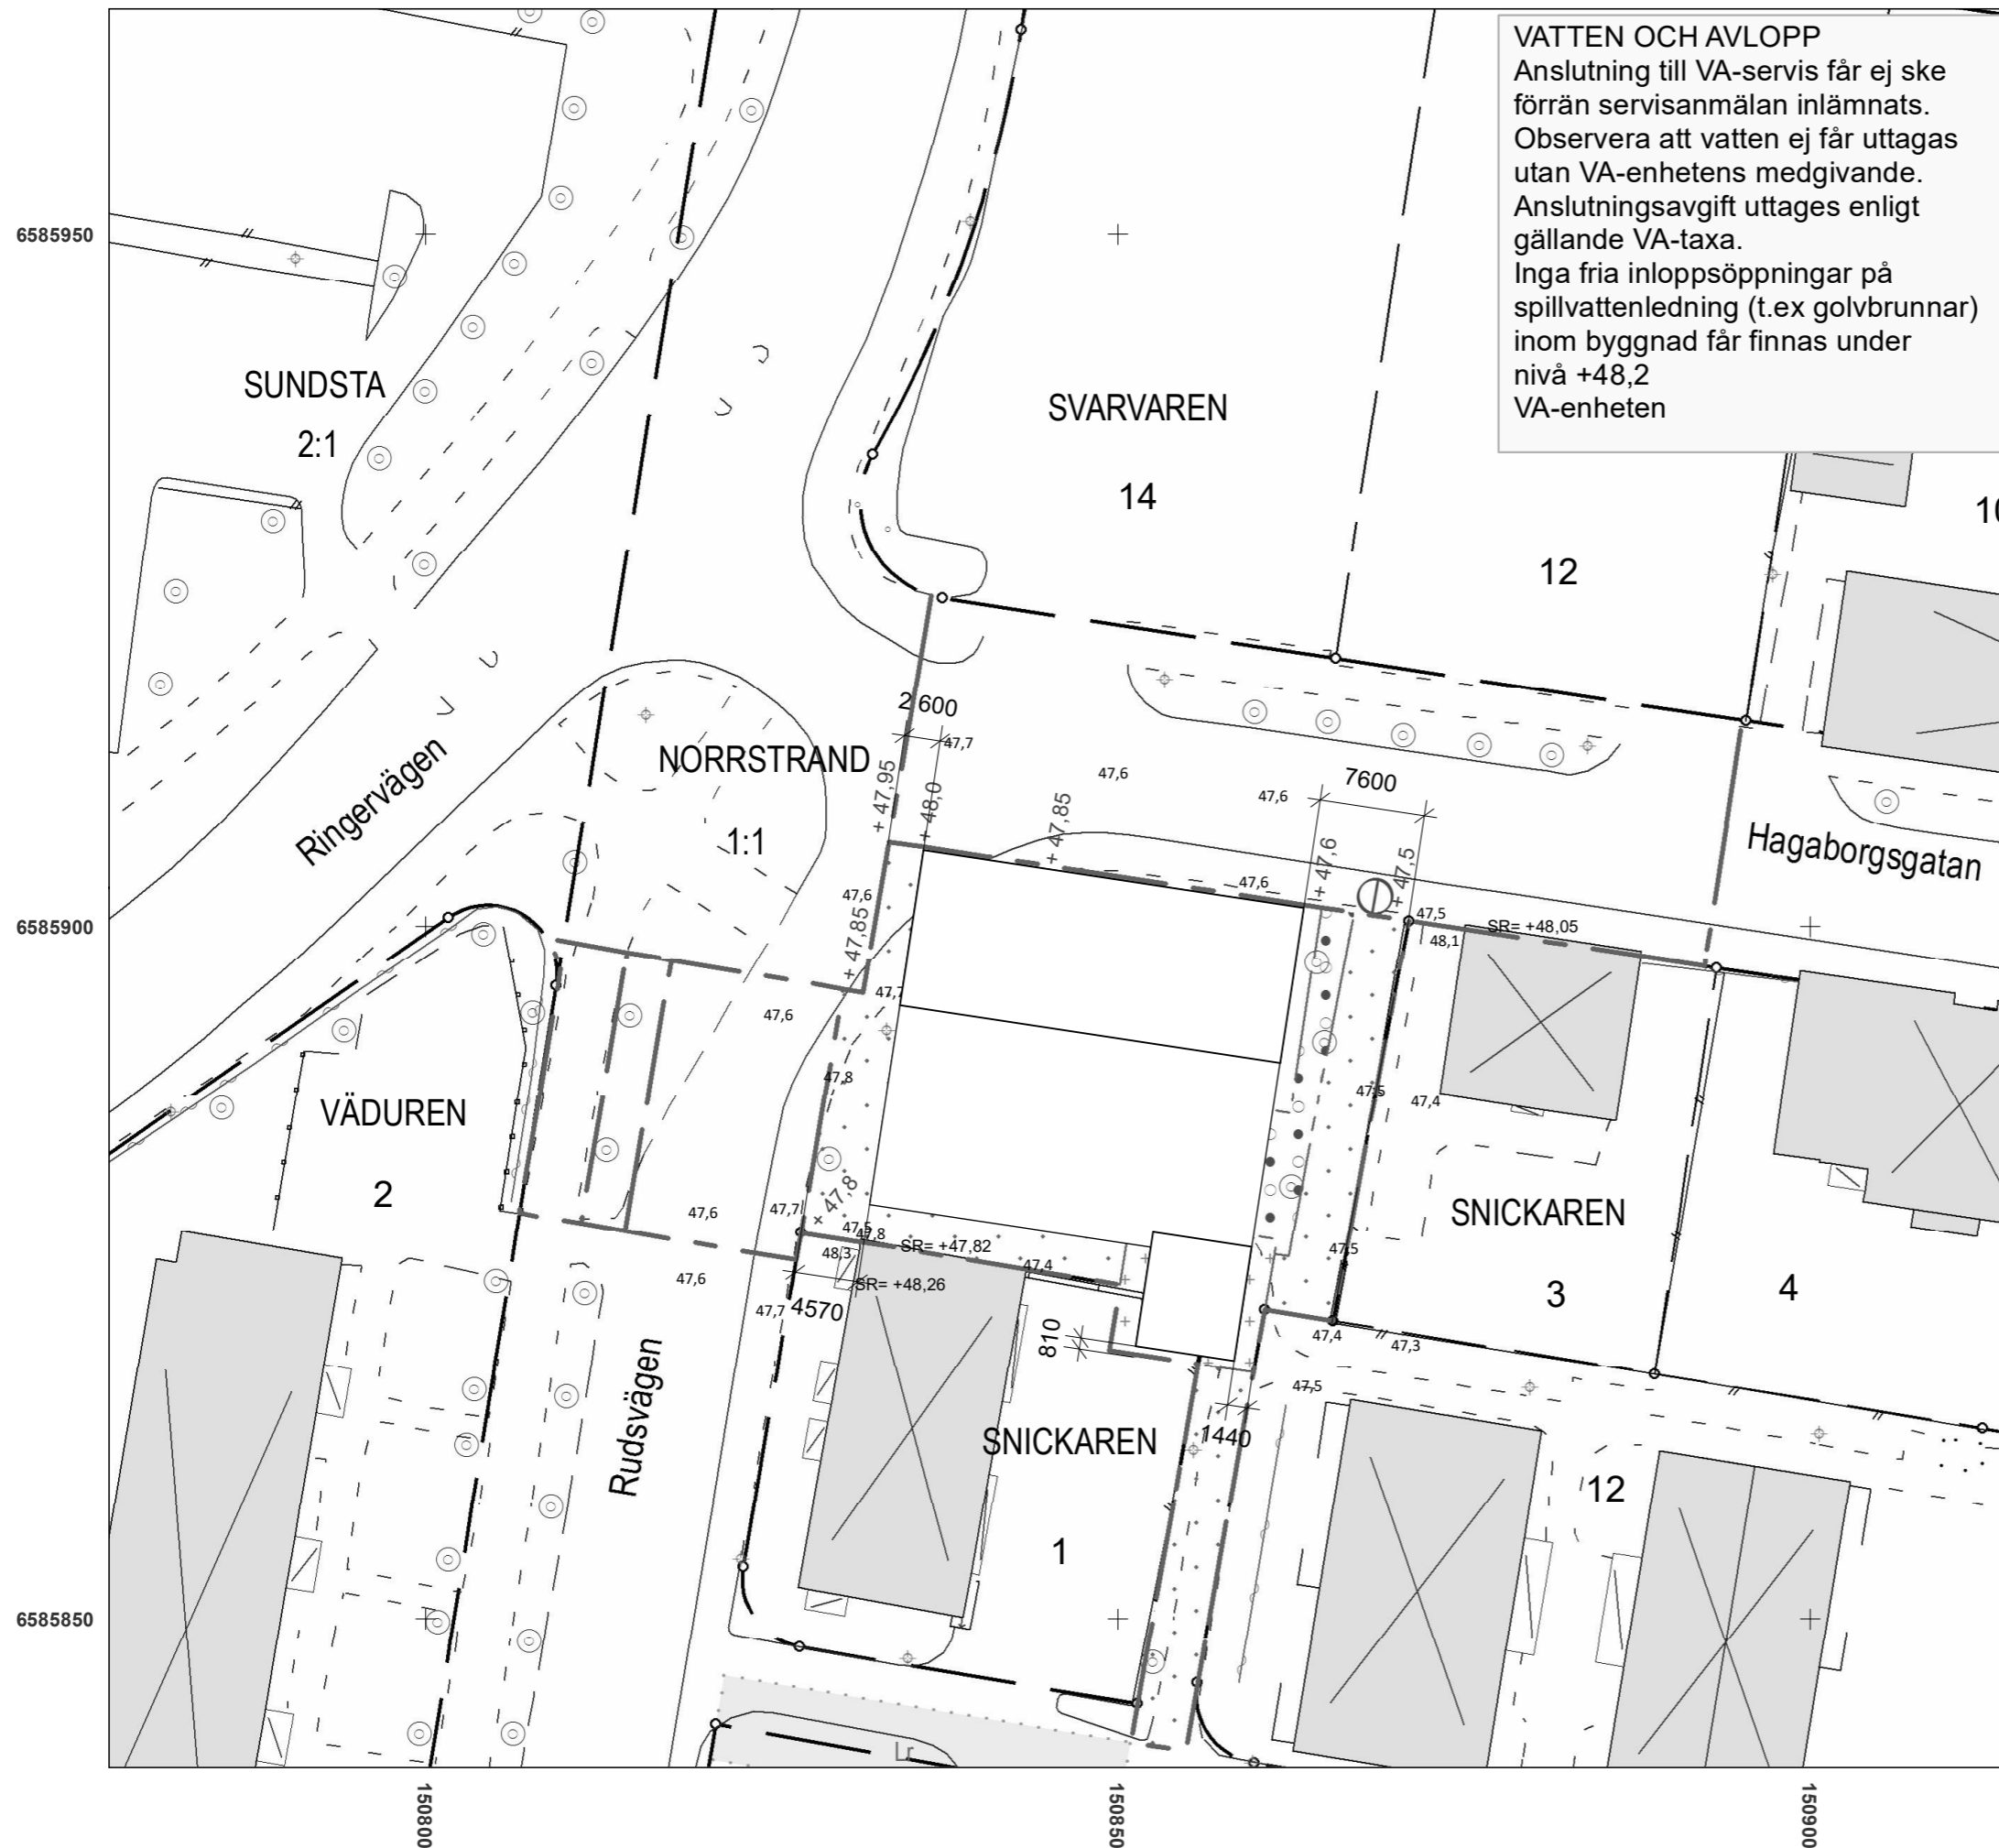 VATTEN OCH AVLOPP
Anslutning till VA-servis får ej ske
förrän servisanmälan inlämnats.
Observera att vatten ej får uttagas
utan VA-enhetens medgivande.
Anslutningsavgift uttages enligt
gällande VA-taxa.
Inga fria inloppsöppningar på
spillvattenledning (t.ex golvbrunnar)
inom byggnad får finnas under
nivå +48,2
VA-enheten
6585950
SUNDSTA
2:1
SVARVAREN
14
12
10
2 600
47,7
NORRSTRAND
1:1
Ringervägen
+ 47,95
+ 48,0
47,6
+ 47,85
47,6
7600
Hagaborgsgatan
+ 47,6
+ 47,5
47,6
47,6
+ 47,85
6585900
47,5
48,1
SR= +48,05
47,7
47,6
47,8
47,5
47,4
VÄDUREN
2
+ 47,8
47,6
47,7
47,5
47,8
48,3
SR= +47,82
47,4
SR= +48,26
47,6
47,7
4570
47,5
SNICKAREN
3
4
810
47,4
47,3
47,5
1440
Rudsvägen
SNICKAREN
1
12
6585850
Lr
150800
150850
150900